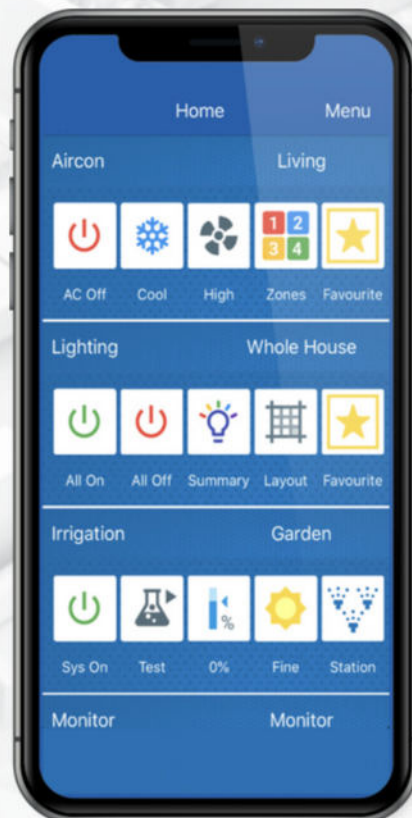 Home Menu
Aircon Living
1 2
3 4
AC Off Cool High Zones Favourite
Lighting Whole House
All On All Off Summary Layout Favourite
Irrigation Garden
%
Sys On Test 0% Fine Station
Monitor Monitor